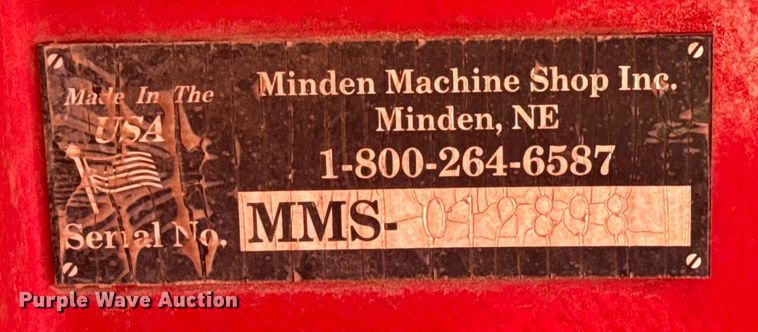 Made In The
USA
Serial No.
Minden Machine Shop Inc.
Minden, NE
1-800-264-6587
MMS-012898
Purple Wave Auction